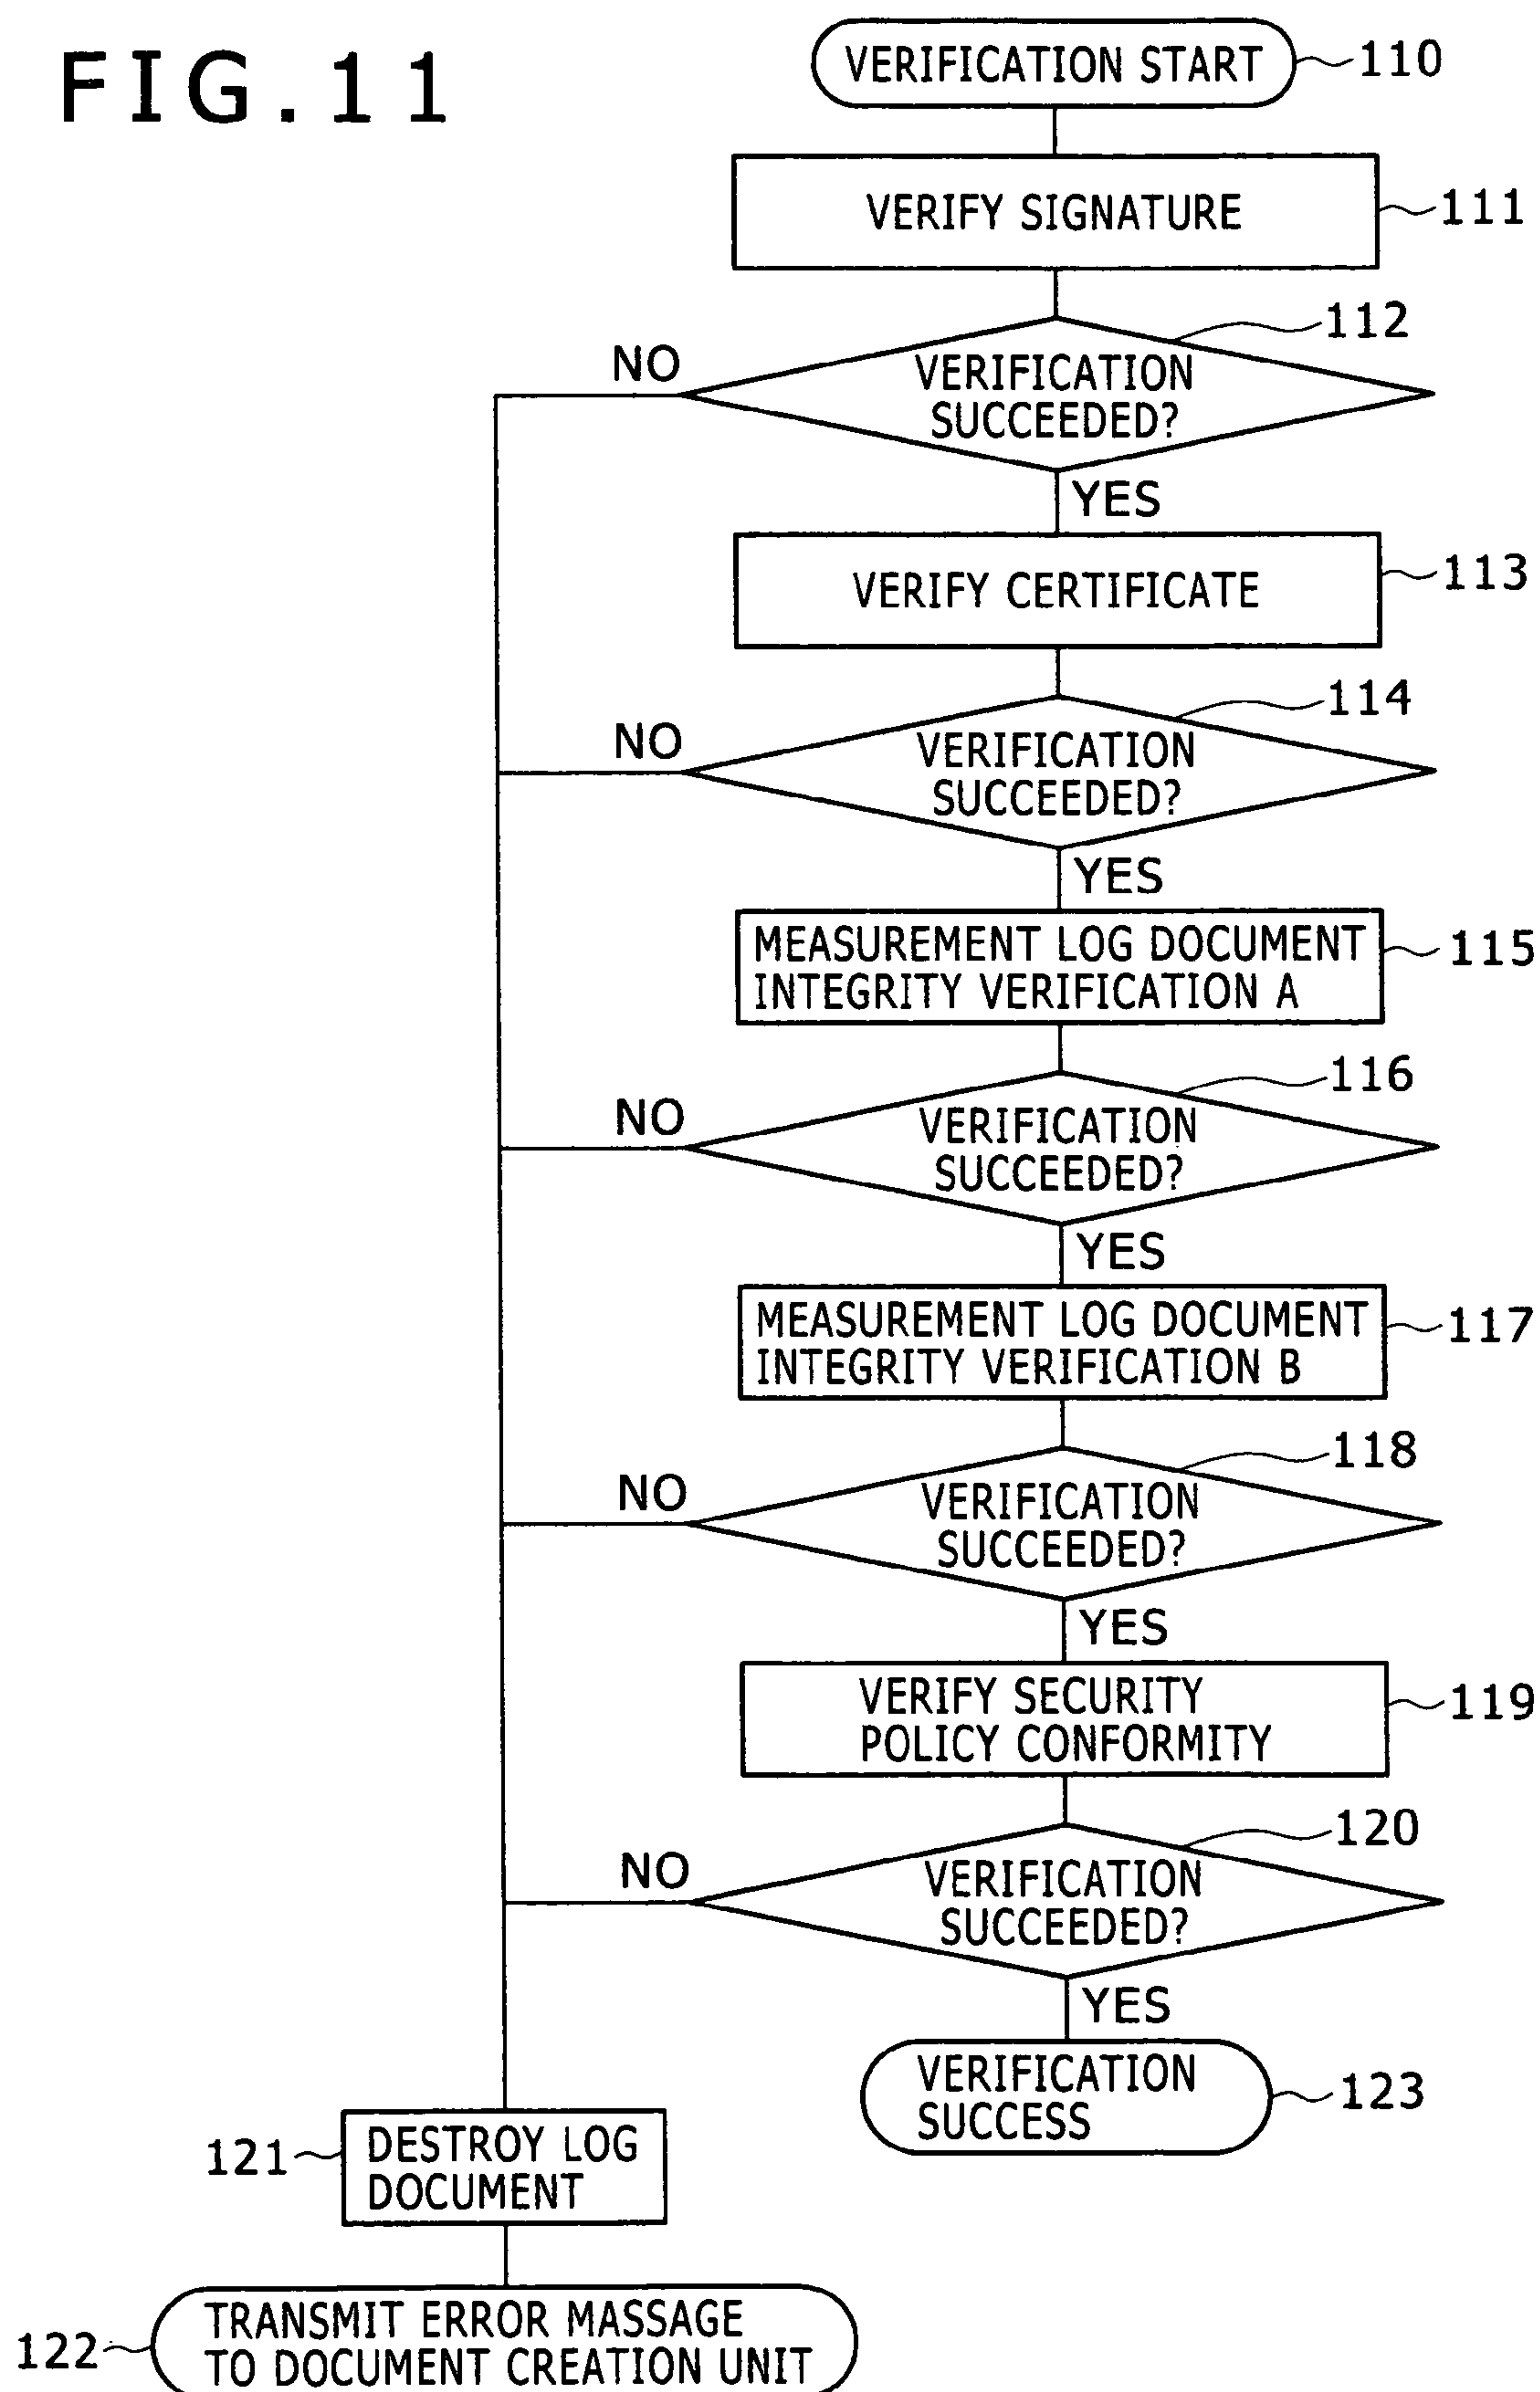 FIG.11
VERIFICATION START
110
VERIFY SIGNATURE
111
112
NO
VERIFICATION
SUCCEEDED?
YES
VERIFY CERTIFICATE
113
114
NO
VERIFICATION
SUCCEEDED?
YES
MEASUREMENT LOG DOCUMENT
INTEGRITY VERIFICATION A
115
116
NO
VERIFICATION
SUCCEEDED?
YES
MEASUREMENT LOG DOCUMENT
INTEGRITY VERIFICATION B
117
118
NO
VERIFICATION
SUCCEEDED?
YES
VERIFY SECURITY
POLICY CONFORMITY
119
120
NO
VERIFICATION
SUCCEEDED?
YES
VERIFICATION
SUCCESS
123
121
DESTROY LOG
DOCUMENT
122
TRANSMIT ERROR MASSAGE
TO DOCUMENT CREATION UNIT